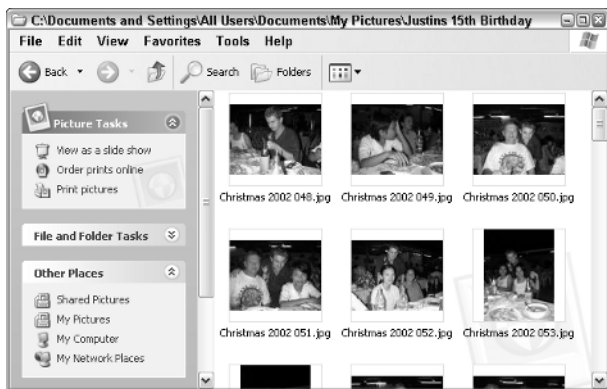 C:\Documents and Settings\All Users\Documents\My Pictures\Justins 15th Birthday
File Edit View Favorites Tools Help
Back Search Folders
Picture Tasks
View as a slide show
Order prints online
Print pictures
File and Folder Tasks
Other Places
Shared Pictures
My Pictures
My Computer
My Network Places
Christmas 2002 048.jpg Christmas 2002 049.jpg Christmas 2002 050.jpg
Christmas 2002 051.jpg Christmas 2002 052.jpg Christmas 2002 053.jpg